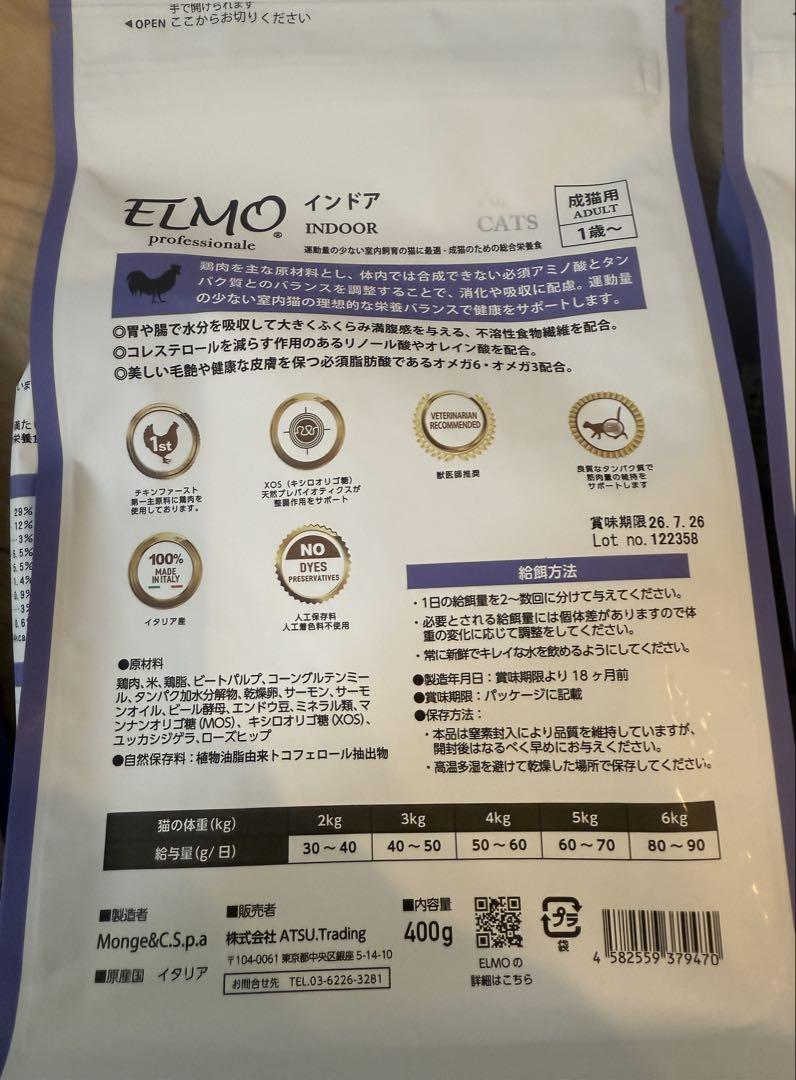 手で開けられます
◀OPEN ここからお切りください
ELMO®
professionale
インドア
INDOOR
CATS
成猫用
ADULT
1歳～
運動量の少ない室内飼育の猫に最適 - 成猫のための総合栄養食
鶏肉を主な原材料とし、体内では合成できない必須アミノ酸とタン
パク質とのバランスを調整することで、消化や吸収に配慮。運動量
の少ない室内猫の理想的な栄養バランスで健康をサポートします。
◎胃や腸で水分を吸収して大きくふくらみ満腹感を与える、不溶性食物繊維を配合。
◎コレステロールを減らす作用のあるリノール酸やオレイン酸を配合。
◎美しい毛艶や健康な皮膚を保つ必須脂肪酸であるオメガ6・オメガ3配合。
1st
チキンファースト
第一主原料に鶏肉を
使用しております。
XOS（キシロオリゴ糖）
天然プレバイオティクスが
整腸作用をサポート
VETERINARIAN
RECOMMENDED
獣医師推奨
良質なタンパク質で
筋肉量の維持を
サポートします
100%
MADE
IN ITALY
イタリア産
NO
DYES
PRESERVATIVES
人工保存料
人工着色料不使用
賞味期限26.7.26
Lot no.122358
給餌方法
・1日の給餌量を2～数回に分けて与えてください。
・必要とされる給餌量には個体差がありますので体
重の変化に応じて調整をしてください。
・常に新鮮でキレイな水を飲めるようにしてください。
●製造年月日：賞味期限より18ヶ月前
●賞味期限：パッケージに記載
●保存方法：
・本品は窒素封入により品質を維持していますが、
開封後はなるべく早めにお与えください。
・高温多湿を避けて乾燥した場所で保存してください。
●原材料
鶏肉、米、鶏脂、ビートパルプ、コーングルテンミー
ル、タンパク加水分解物、乾燥卵、サーモン、サーモ
ンオイル、ビール酵母、エンドウ豆、ミネラル類、マ
ンナンオリゴ糖(MOS)、キシロオリゴ糖(XOS)、
ユッカシジゲラ、ローズヒップ
●自然保存料：植物油脂由来トコフェロール抽出物
猫の体重(kg) 2kg 3kg 4kg 5kg 6kg
給与量(g/日) 30～40 40～50 50～60 60～70 80～90
■製造者
Monge&C.S.p.a
■原産国 イタリア
■販売者
株式会社 ATSU.Trading
〒104-0061 東京都中央区銀座 5-14-10
お問合せ先 TEL.03-6226-3281
■内容量
400g
ELMOの
詳細はこちら
プラ
袋
4 582559 379470
29%
12%